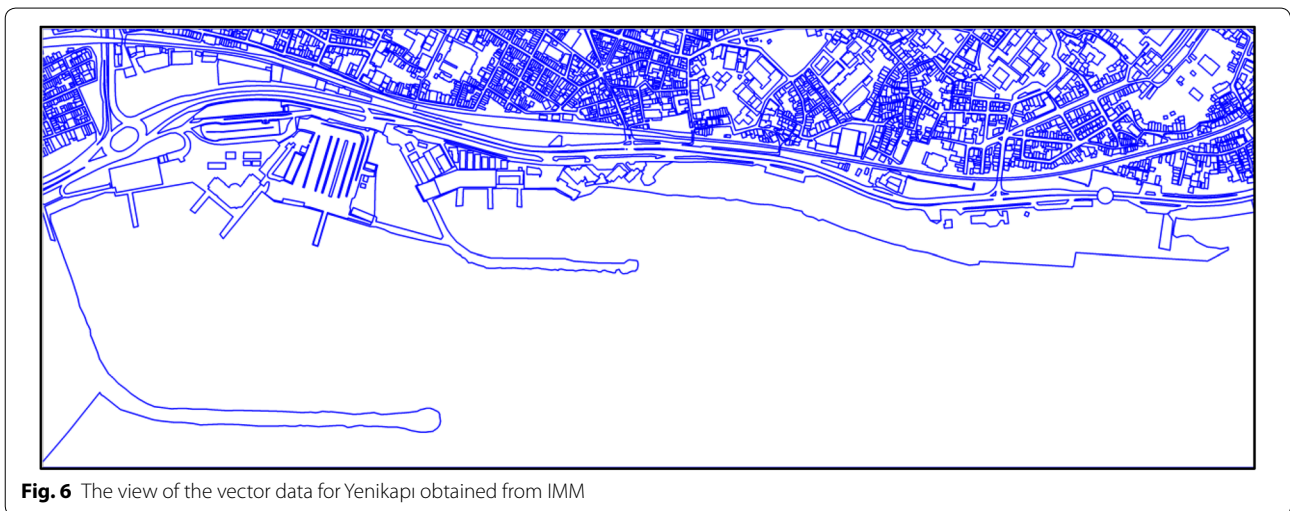 Fig. 6 The view of the vector data for Yenikapı obtained from IMM